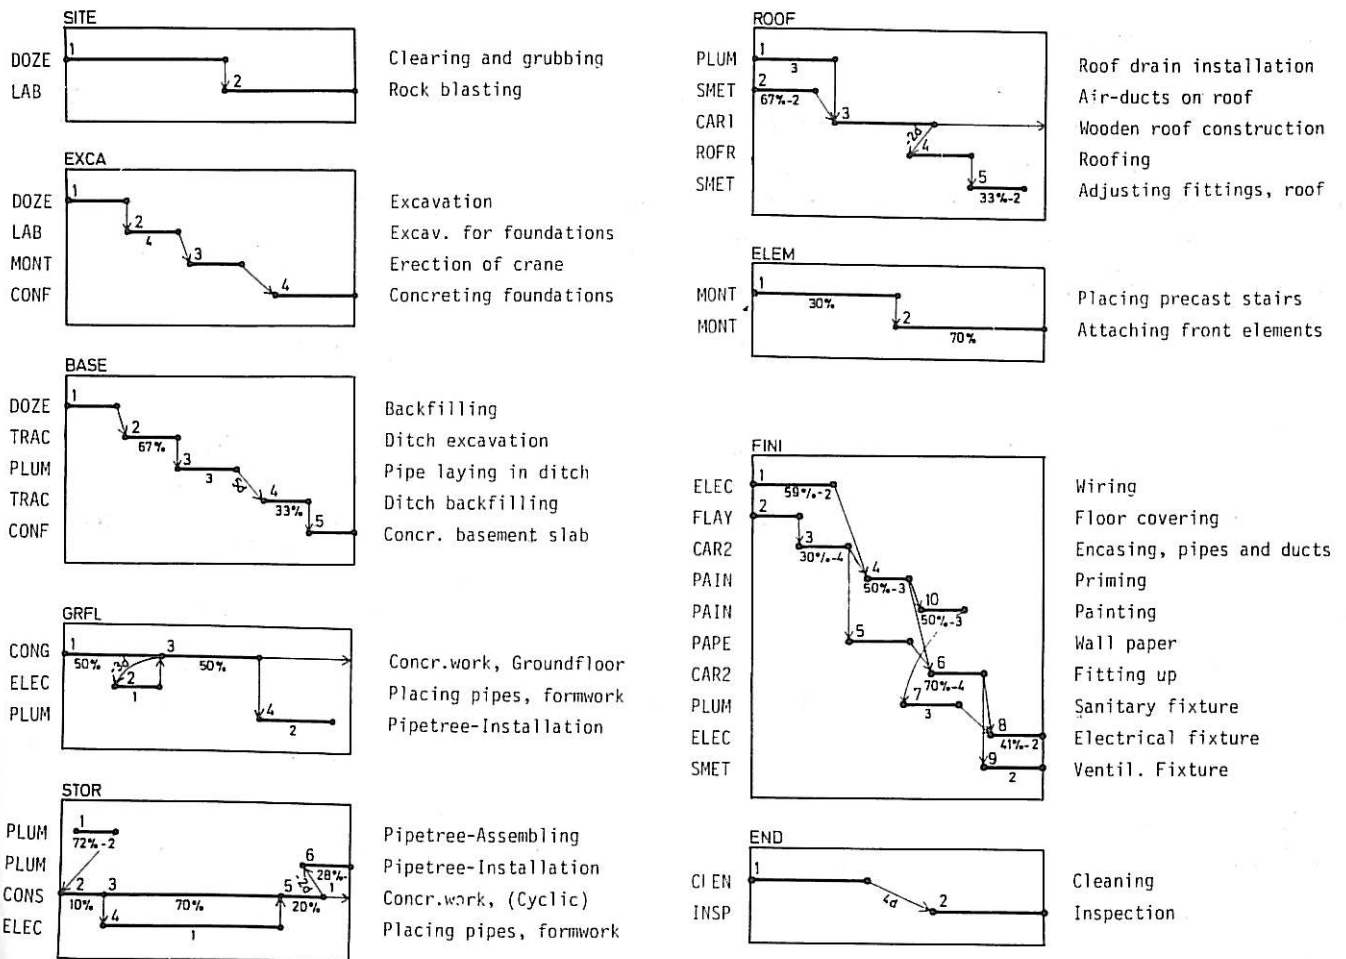 SITE
DOZE 1 Clearing and grubbing
LAB 2 Rock blasting
EXCA
DOZE 1 Excavation
LAB 2 4 Excav. for foundations
MONT 3 Erection of crane
CONF 4 Concreting foundations
BASE
DOZE 1 Backfilling
TRAC 2 67% Ditch excavation
PLUM 3 3 Pipe laying in ditch
TRAC 4 33% Ditch backfilling
CONF 5 Concr. basement slab
GRFL
CONG 1 50% 3 50% Concr.work, Groundfloor
ELEC -3d 2 1 Placing pipes, formwork
PLUM 4 2 Pipetree-Installation
STOR
PLUM 1 72%-2 Pipetree-Assembling
PLUM 6 28%- Pipetree-Installation
CONS 2 10% 3 70% 5 20% -2d 1 Concr.work, (Cyclic)
ELEC 4 1 Placing pipes, formwork
ROOF
PLUM 1 3 Roof drain installation
SMET 2 67%-2 Air-ducts on roof
CAR1 3 Wooden roof construction
ROFR -2d 4 Roofing
SMET 5 33%-2 Adjusting fittings, roof
ELEM
MONT 1 30% Placing precast stairs
MONT 2 70% Attaching front elements
FINI
ELEC 1 59%-2 Wiring
FLAY 2 Floor covering
CAR2 3 30%-4 Encasing, pipes and ducts
PAIN 4 50%-3 Priming
PAIN 10 50%-3 Painting
PAPE 5 Wall paper
CAR2 6 70%-4 Fitting up
PLUM 7 3 Sanitary fixture
ELEC 8 41%-2 Electrical fixture
SMET 9 2 Ventil. Fixture
END
CLEN 1 Cleaning
INSP 4d 2 Inspection